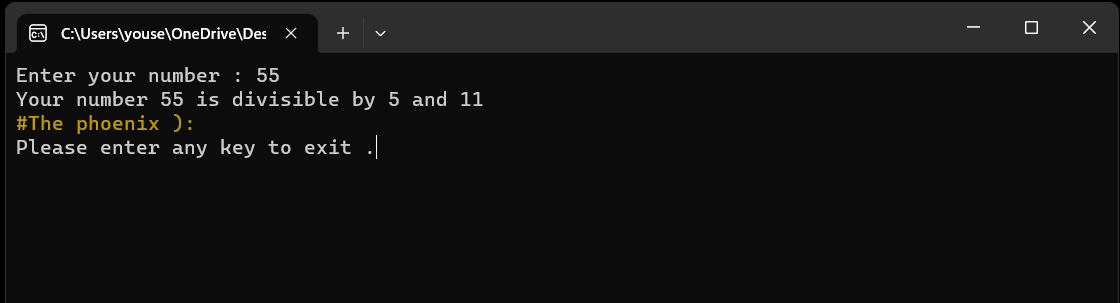 C:\Users\youse\OneDrive\Des
Enter your number : 55
Your number 55 is divisible by 5 and 11
#The phoenix ):
Please enter any key to exit .